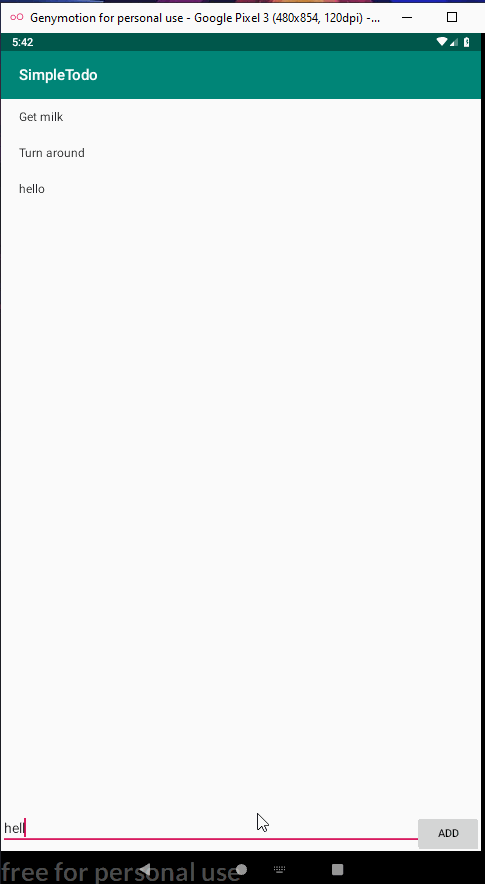 Genymotion for personal use - Google Pixel 3 (480x854, 120dpi) -...
5:42
SimpleTodo
Get milk
Turn around
hello
hell
ADD
free for personal use